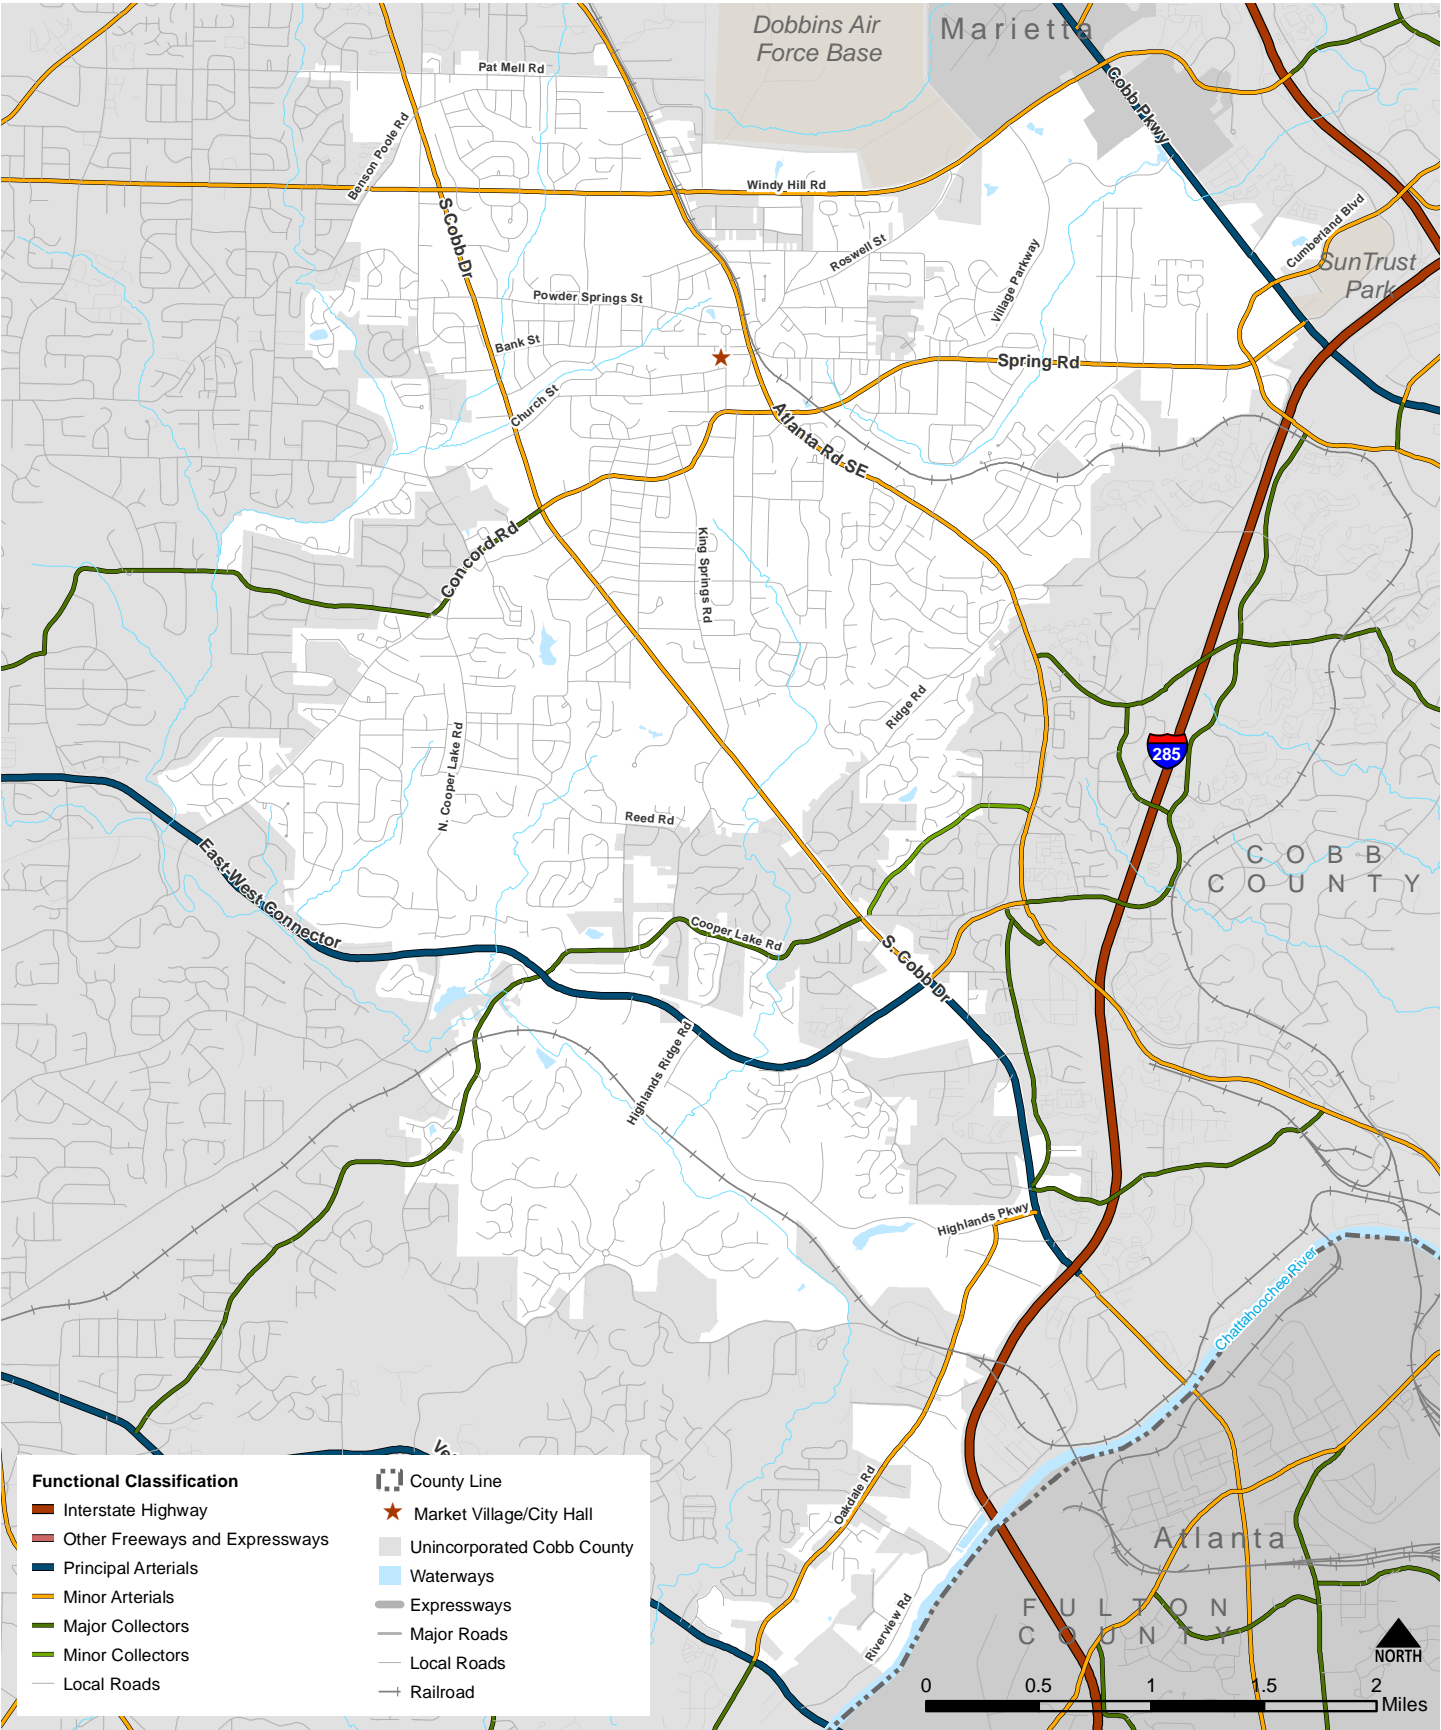 Dobbins Air
Force Base
Marietta
Pat Mell Rd
Cobb Pkwy
Benson Poole Rd
Windy Hill Rd
S Cobb Dr
Cumberland Blvd
Roswell St
SunTrust
Park
Village Parkway
Powder Springs St
Bank St
Spring Rd
Church St
Atlanta Rd SE
Concord Rd
King Springs Rd
Ridge Rd
N. Cooper Lake Rd
285
Reed Rd
COBB
COUNTY
East-West Connector
Cooper Lake Rd
S. Cobb Dr
Highlands Ridge Rd
Highlands Pkwy
Chattahoochee River
Oakdale Rd
Atlanta
FULTON
COUNTY
Riverview Rd
Functional Classification
Interstate Highway
Other Freeways and Expressways
Principal Arterials
Minor Arterials
Major Collectors
Minor Collectors
Local Roads
County Line
Market Village/City Hall
Unincorporated Cobb County
Waterways
Expressways
Major Roads
Local Roads
Railroad
NORTH
0 0.5 1 1.5 2
Miles